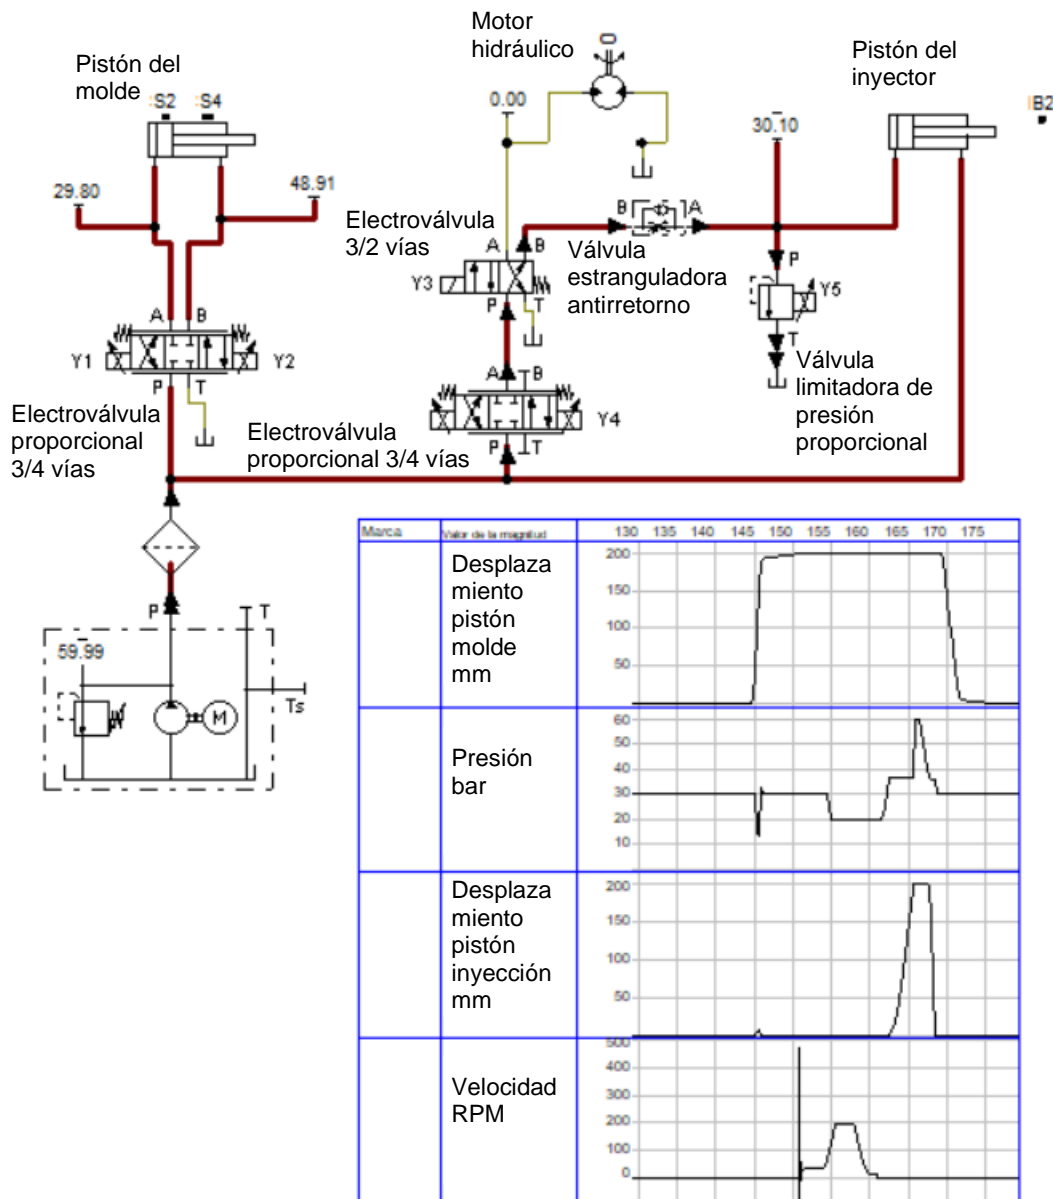 Motor
hidráulico
Pistón del
molde
Pistón del
inyector
:S2 :S4
B2
0.00
30.10
29.80
48.91
Electroválvula
3/2 vías
B A
Válvula
estranguladora
antirretorno
A B
Y3
P T
P
Y5
T
Válvula
limitadora de
presión
proporcional
A B
Y1 Y2
P T
Electroválvula
proporcional
3/4 vías
A B
Y4
P T
Electroválvula
proporcional 3/4 vías
P T
59.99
M
Ts
Marca Valor de la magnitud 130 135 140 145 150 155 160 165 170 175
Desplaza
miento
pistón
molde
mm
200
150
100
50
Presión
bar
60
50
40
30
20
10
Desplaza
miento
pistón
inyección
mm
200
150
100
50
Velocidad
RPM
500
400
300
200
100
0